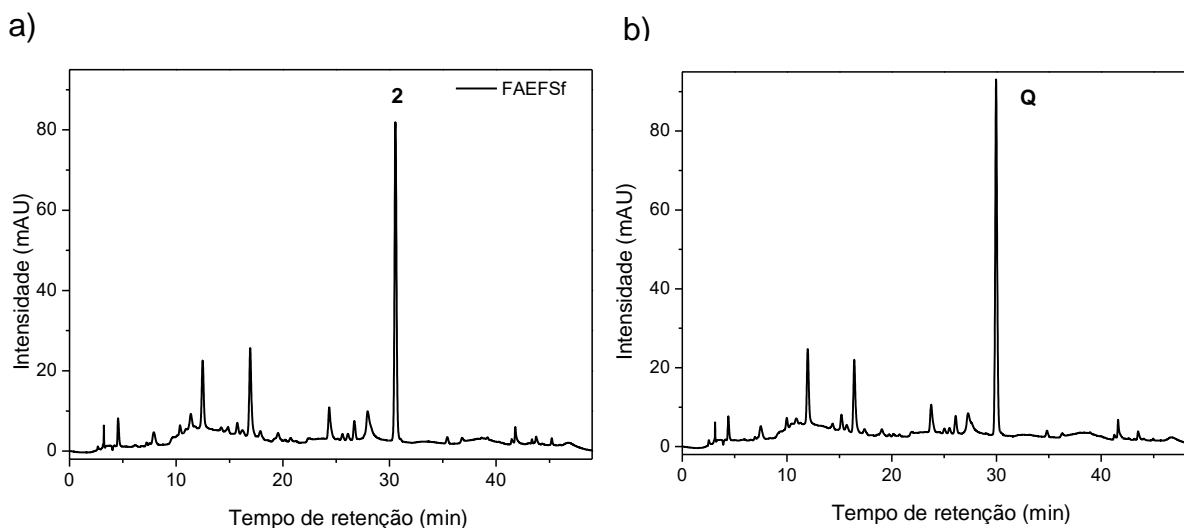 a)
FAEFSf
2
80
60
40
20
0
Intensidade (mAU)
0 10 20 30 40
Tempo de retenção (min)
b)
Q
80
60
40
20
0
Intensidade (mAU)
0 10 20 30 40
Tempo de retenção (min)